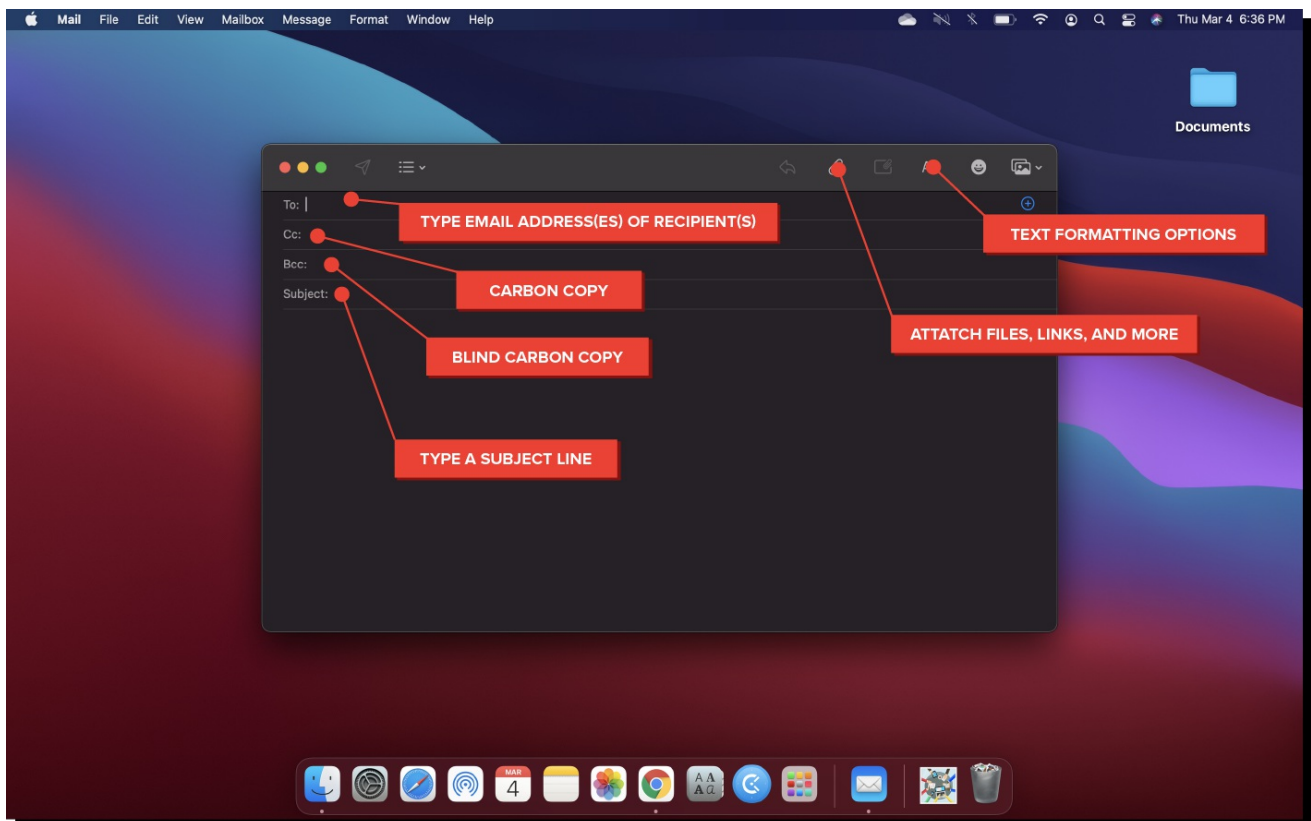 Mail File Edit View Mailbox Message Format Window Help Thu Mar 4 6:36 PM
Documents
To:
TYPE EMAIL ADDRESS(ES) OF RECIPIENT(S)
TEXT FORMATTING OPTIONS
Cc:
Bcc:
CARBON COPY
Subject:
ATTATCH FILES, LINKS, AND MORE
BLIND CARBON COPY
TYPE A SUBJECT LINE
MAR
4
A A
A a